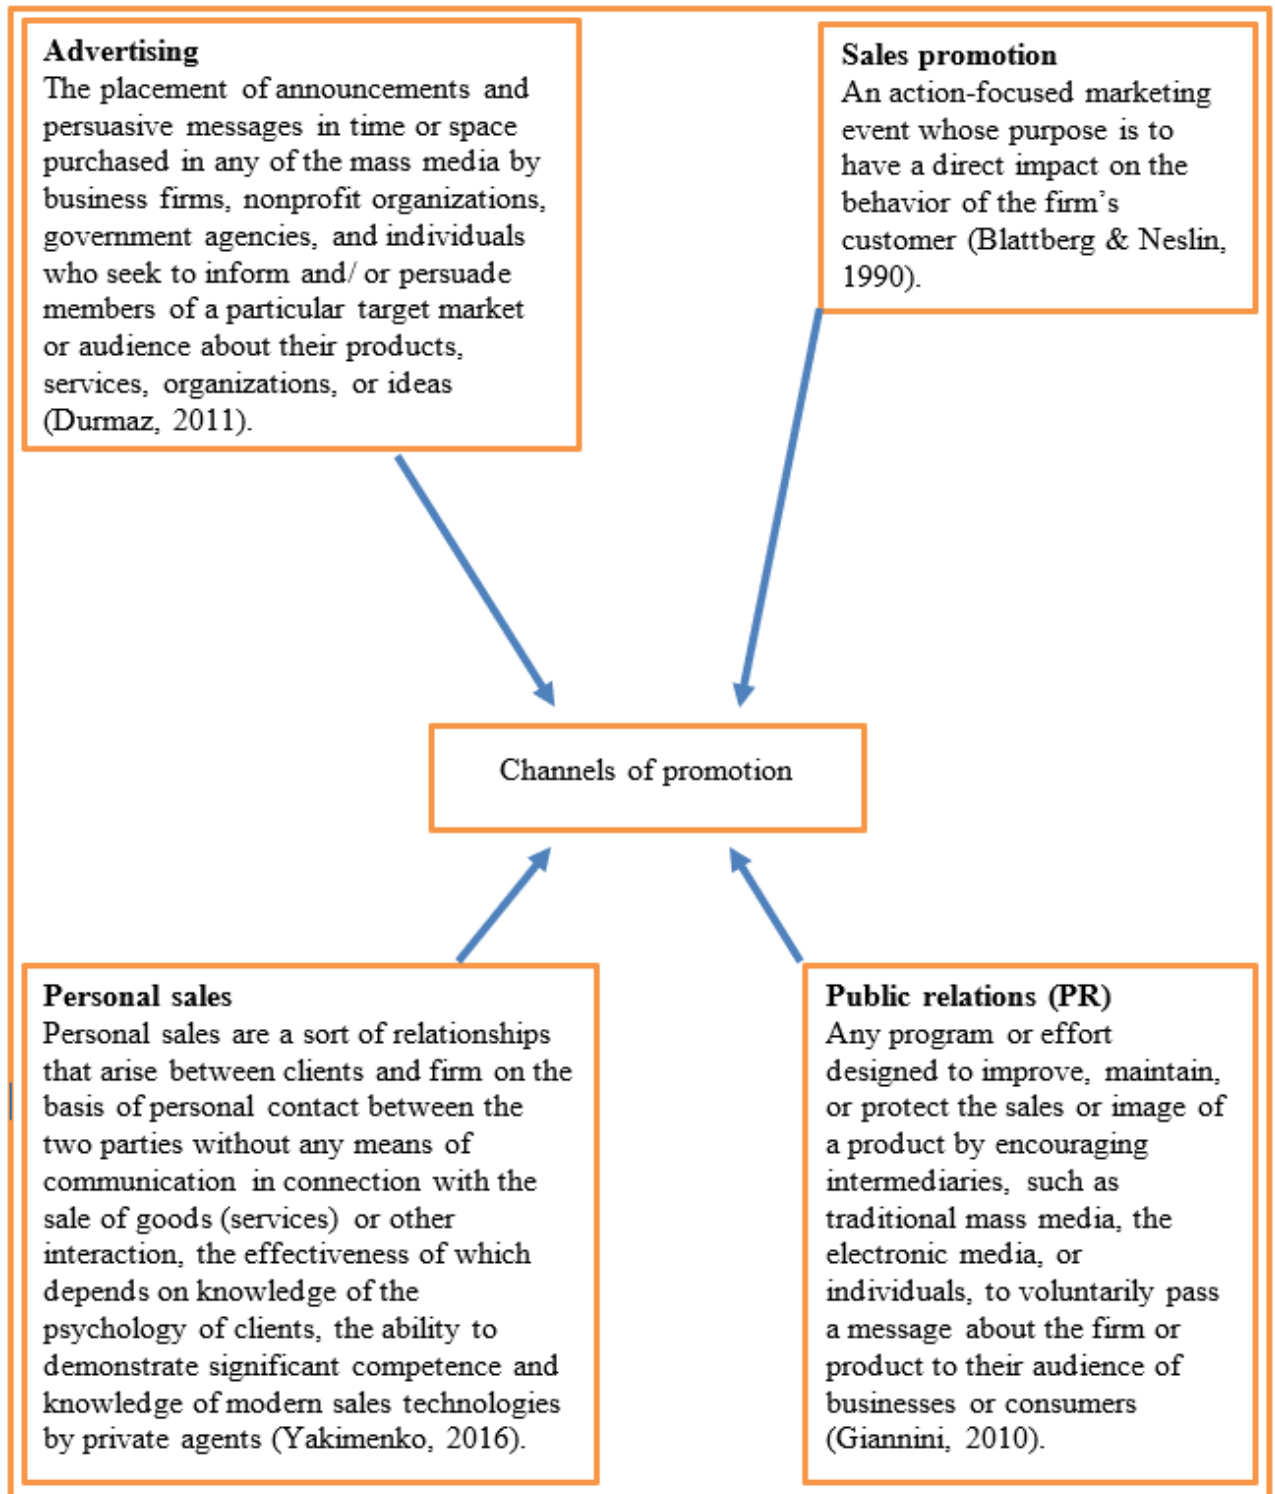 Advertising
The placement of announcements and
persuasive messages in time or space
purchased in any of the mass media by
business firms, nonprofit organizations,
government agencies, and individuals
who seek to inform and/ or persuade
members of a particular target market
or audience about their products,
services, organizations, or ideas
(Durmaz, 2011).
Sales promotion
An action-focused marketing
event whose purpose is to
have a direct impact on the
behavior of the firm's
customer (Blattberg & Neslin,
1990).
Channels of promotion
Personal sales
Personal sales are a sort of relationships
that arise between clients and firm on the
basis of personal contact between the
two parties without any means of
communication in connection with the
sale of goods (services) or other
interaction, the effectiveness of which
depends on knowledge of the
psychology of clients, the ability to
demonstrate significant competence and
knowledge of modern sales technologies
by private agents (Yakimenko, 2016).
Public relations (PR)
Any program or effort
designed to improve, maintain,
or protect the sales or image of
a product by encouraging
intermediaries, such as
traditional mass media, the
electronic media, or
individuals, to voluntarily pass
a message about the firm or
product to their audience of
businesses or consumers
(Giannini, 2010).